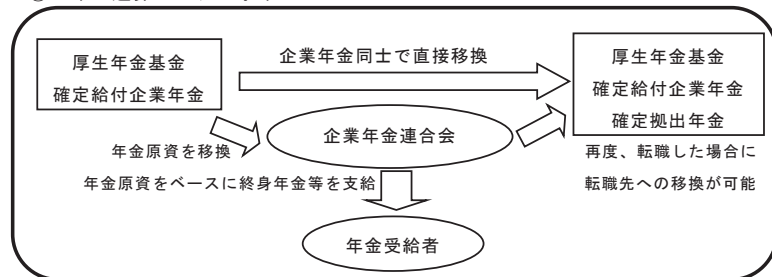 厚生年金基金
確定給付企業年金
企業年金同士で直接移換
厚生年金基金
確定給付企業年金
確定拠出年金
企業年金連合会
年金原資を移換
年金原資をベースに終身年金等を支給
再度、転職した場合に
転職先への移換が可能
年金受給者